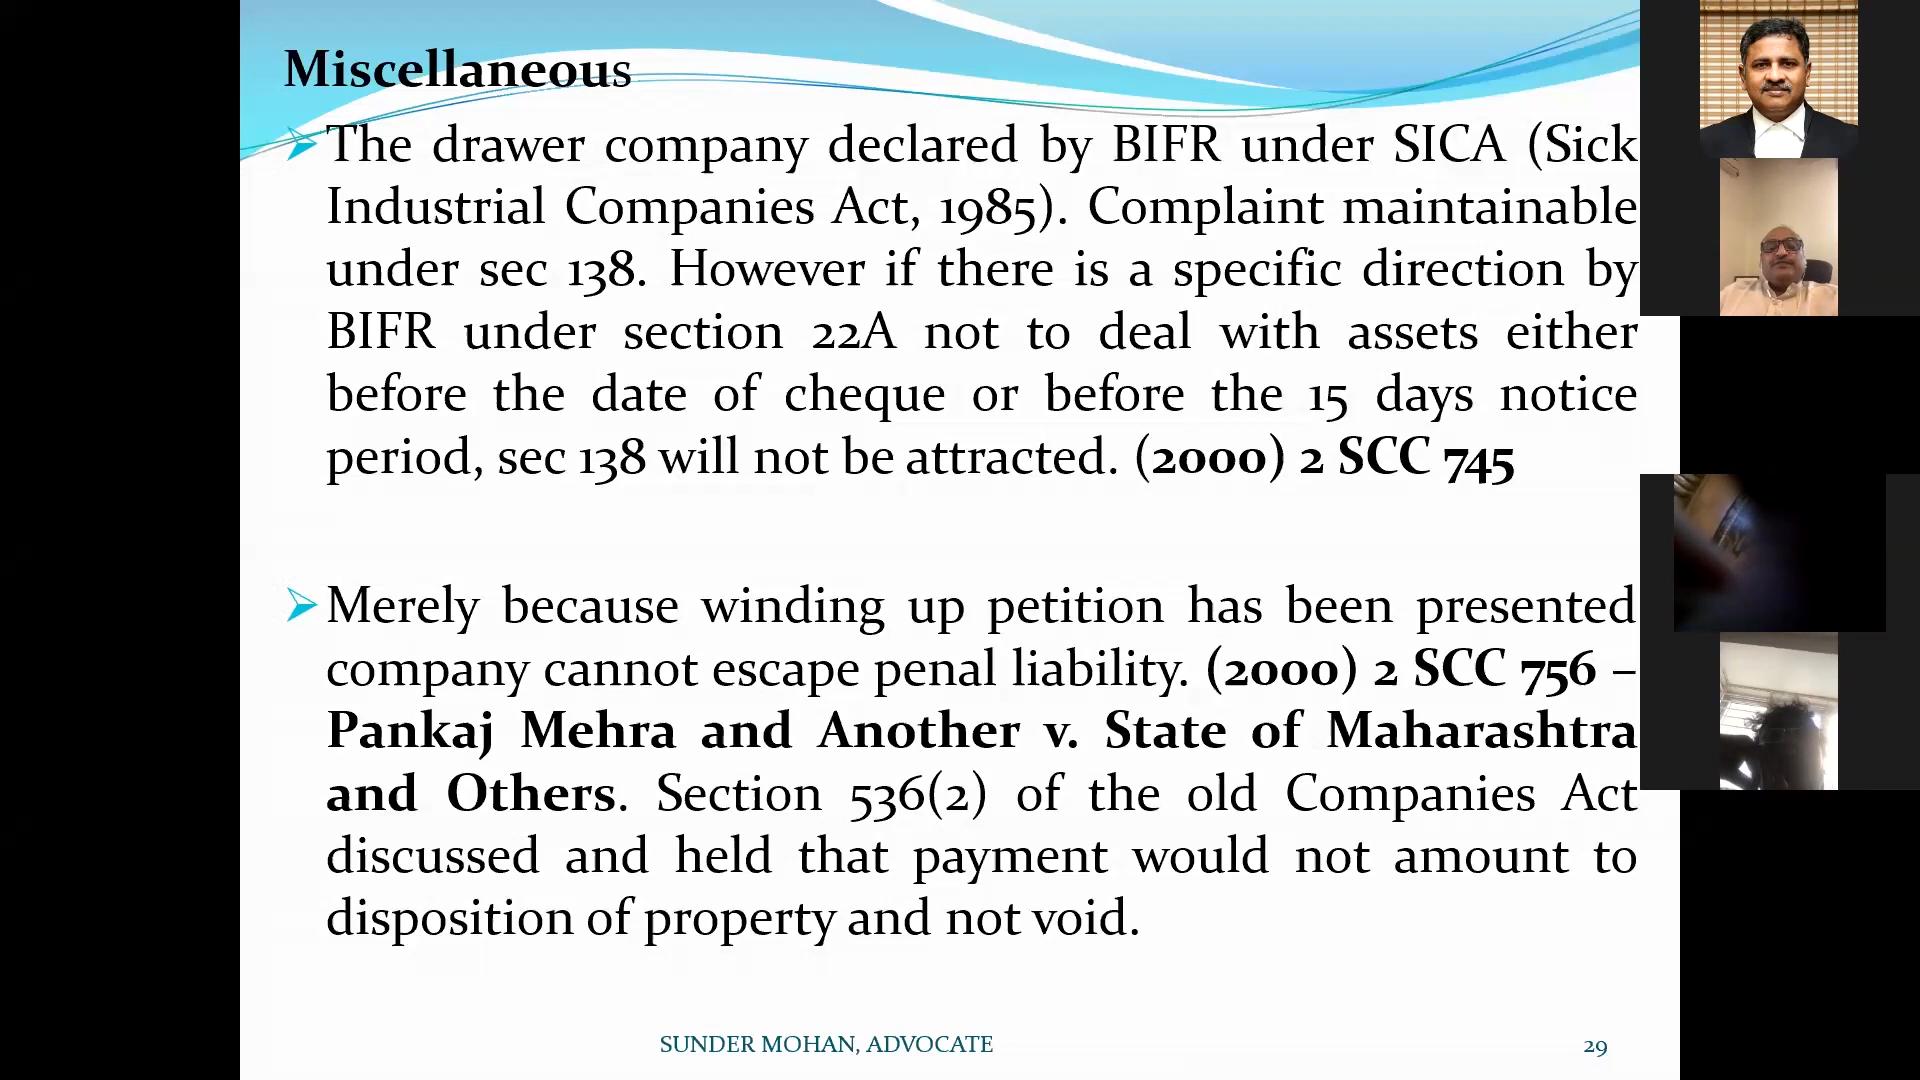 Miscellaneous
The drawer company declared by BIFR under SICA (Sick
Industrial Companies Act, 1985). Complaint maintainable
under sec 138. However if there is a specific direction by
BIFR under section 22A not to deal with assets either
before the date of cheque or before the 15 days notice
period, sec 138 will not be attracted. (2000) 2 SCC 745
Merely because winding up petition has been presented
company cannot escape penal liability. (2000) 2 SCC 756 –
Pankaj Mehra and Another v. State of Maharashtra
and Others. Section 536(2) of the old Companies Act
discussed and held that payment would not amount to
disposition of property and not void.
SUNDER MOHAN, ADVOCATE
29